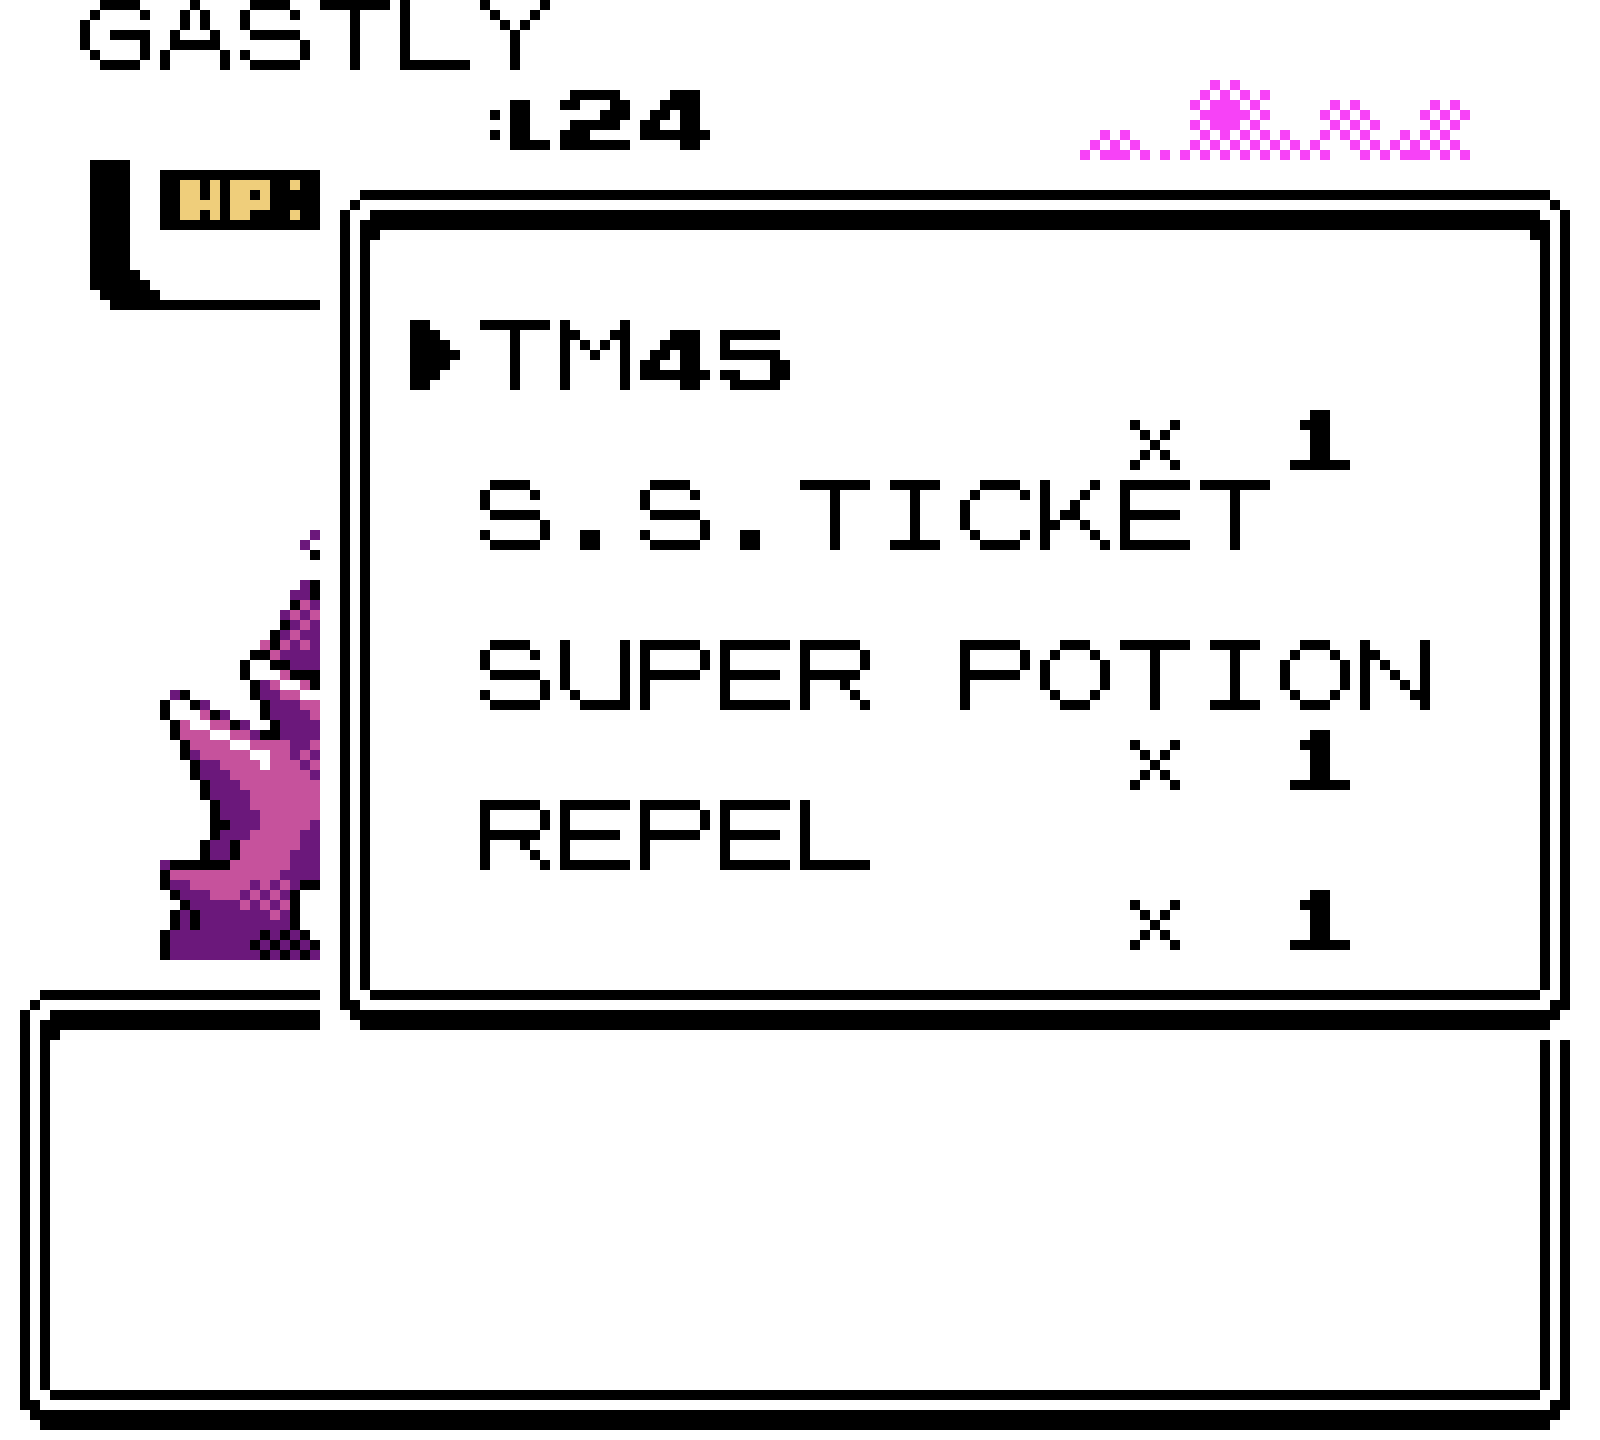 GASTLY
:L24
HP:
▶TM45
× 1
S.S.TICKET
SUPER POTION
× 1
REPEL
× 1